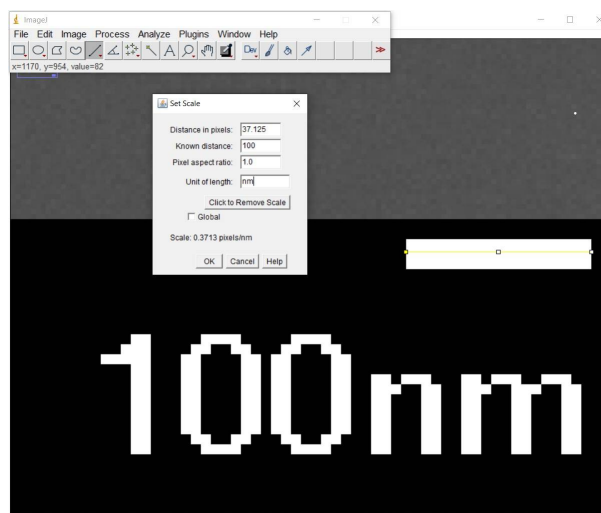 ImageJ
File Edit Image Process Analyze Plugins Window Help
A Dev. >>
x=1170, y=954, value=82
Set Scale
Distance in pixels: 37.125
Known distance: 100
Pixel aspect ratio: 1.0
Unit of length: nm
Click to Remove Scale
Global
Scale: 0.3713 pixels/nm
OK Cancel Help
100nm